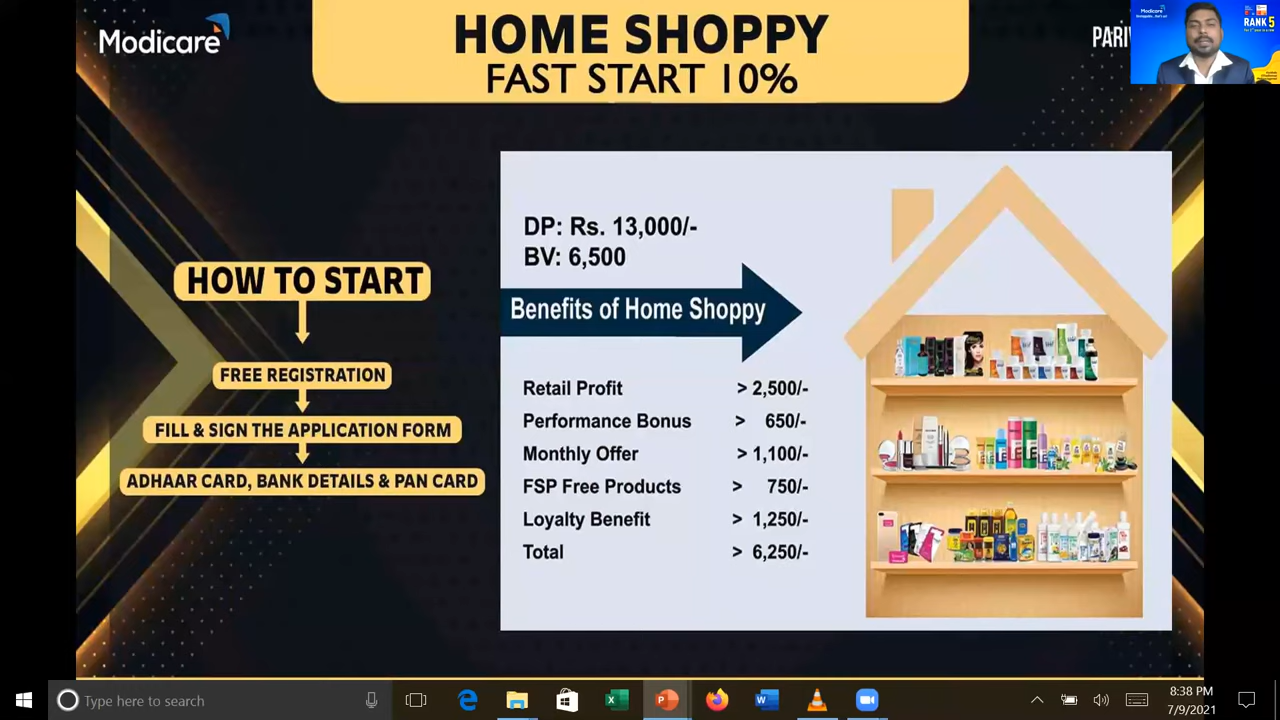 Modicare
HOME SHOPPY
FAST START 10%
PARIV
Modicare
RANK 5
HOW TO START
FREE REGISTRATION
FILL & SIGN THE APPLICATION FORM
ADHAAR CARD, BANK DETAILS & PAN CARD
DP: Rs. 13,000/-
BV: 6,500
Benefits of Home Shoppy
Retail Profit > 2,500/-
Performance Bonus > 650/-
Monthly Offer > 1,100/-
FSP Free Products > 750/-
Loyalty Benefit > 1,250/-
Total > 6,250/-
Type here to search
8:38 PM
7/9/2021